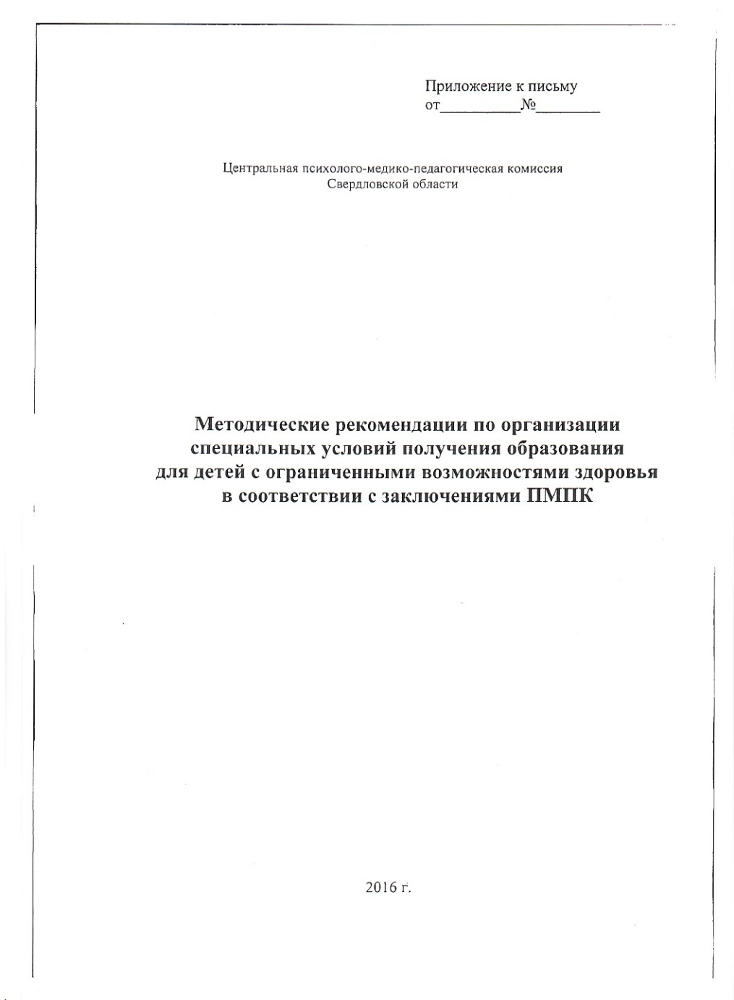 Приложение к письму
от__________№________
Центральная психолого-медико-педагогическая комиссия
Свердловской области
Методические рекомендации по организации
специальных условий получения образования
для детей с ограниченными возможностями здоровья
в соответствии с заключениями ПМПК
2016 г.